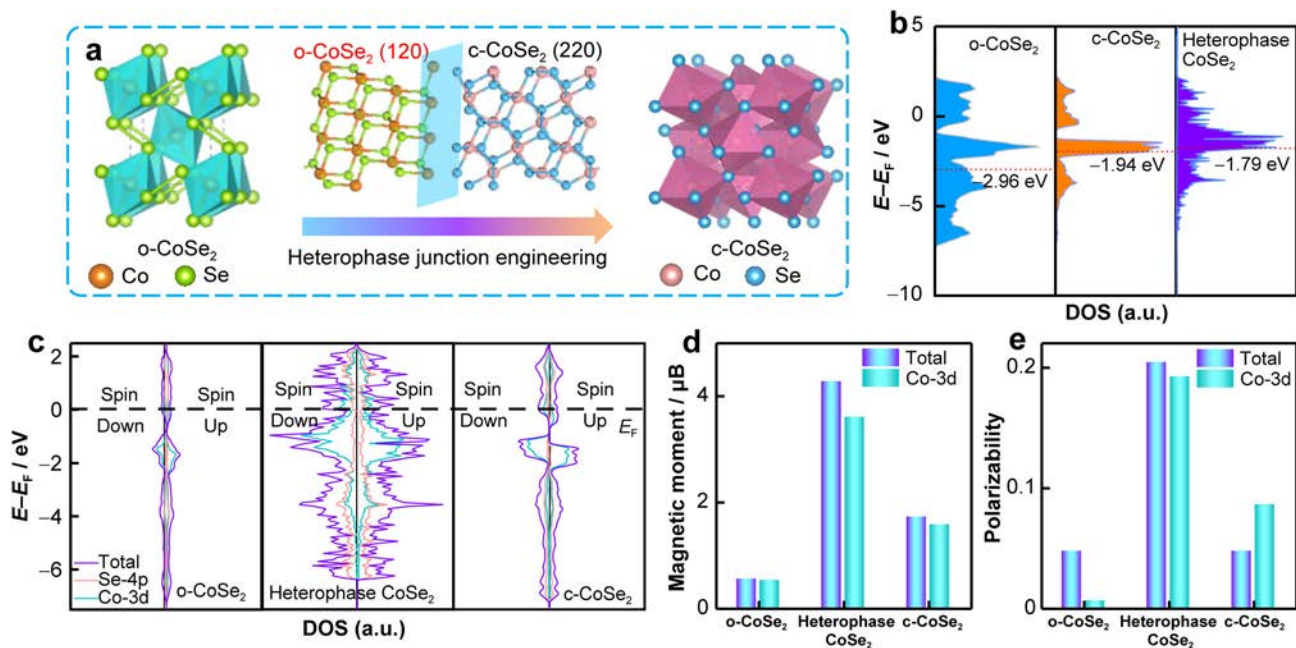 a
o-CoSe₂ (120)
c-CoSe₂ (220)
o-CoSe₂
Co
Se
Heterophase junction engineering
c-CoSe₂
Co
Se
b
E–E_F / eV
5
0
−5
−10
o-CoSe₂
c-CoSe₂
Heterophase
CoSe₂
−2.96 eV
−1.94 eV
−1.79 eV
DOS (a.u.)
c
E–E_F / eV
2
0
−2
−4
−6
Spin
Spin
Down
Up
Total
Se-4p
Co-3d
o-CoSe₂
Spin
Spin
Down
Up
Heterophase CoSe₂
Spin
Spin
Down
Up
E_F
c-CoSe₂
DOS (a.u.)
d
Magnetic moment / μB
4
2
0
Total
Co-3d
o-CoSe₂
Heterophase
CoSe₂
c-CoSe₂
e
Polarizability
0.2
0.1
0
Total
Co-3d
o-CoSe₂
Heterophase
CoSe₂
c-CoSe₂